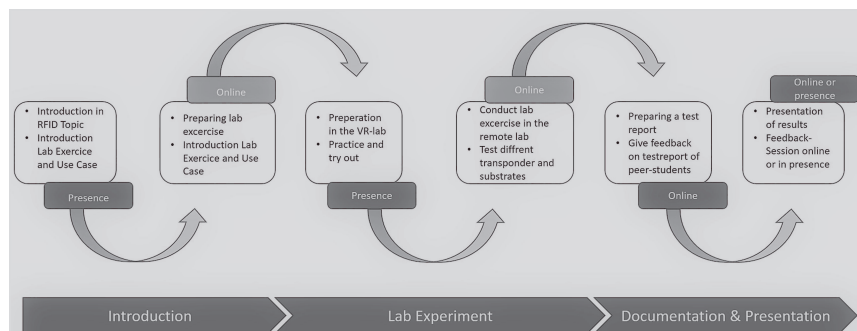 • Introduction in
RFID Topic
• Introduction
Lab Exercice
and Use Case
Presence
Online
• Preparing lab
excercise
• Introduction Lab
Exercice and Use
Case
• Preperation
in the VR-lab
• Practice and
try out
Presence
Online
• Conduct lab
excercise in the
remote lab
• Test diffrent
transponder and
substrates
• Preparing a test
report
• Give feedback
on testreport of
peer-students
Online
Online or
presence
• Presentation
of results
• Feedback-
Session online
or in presence
Introduction
Lab Experiment
Documentation & Presentation